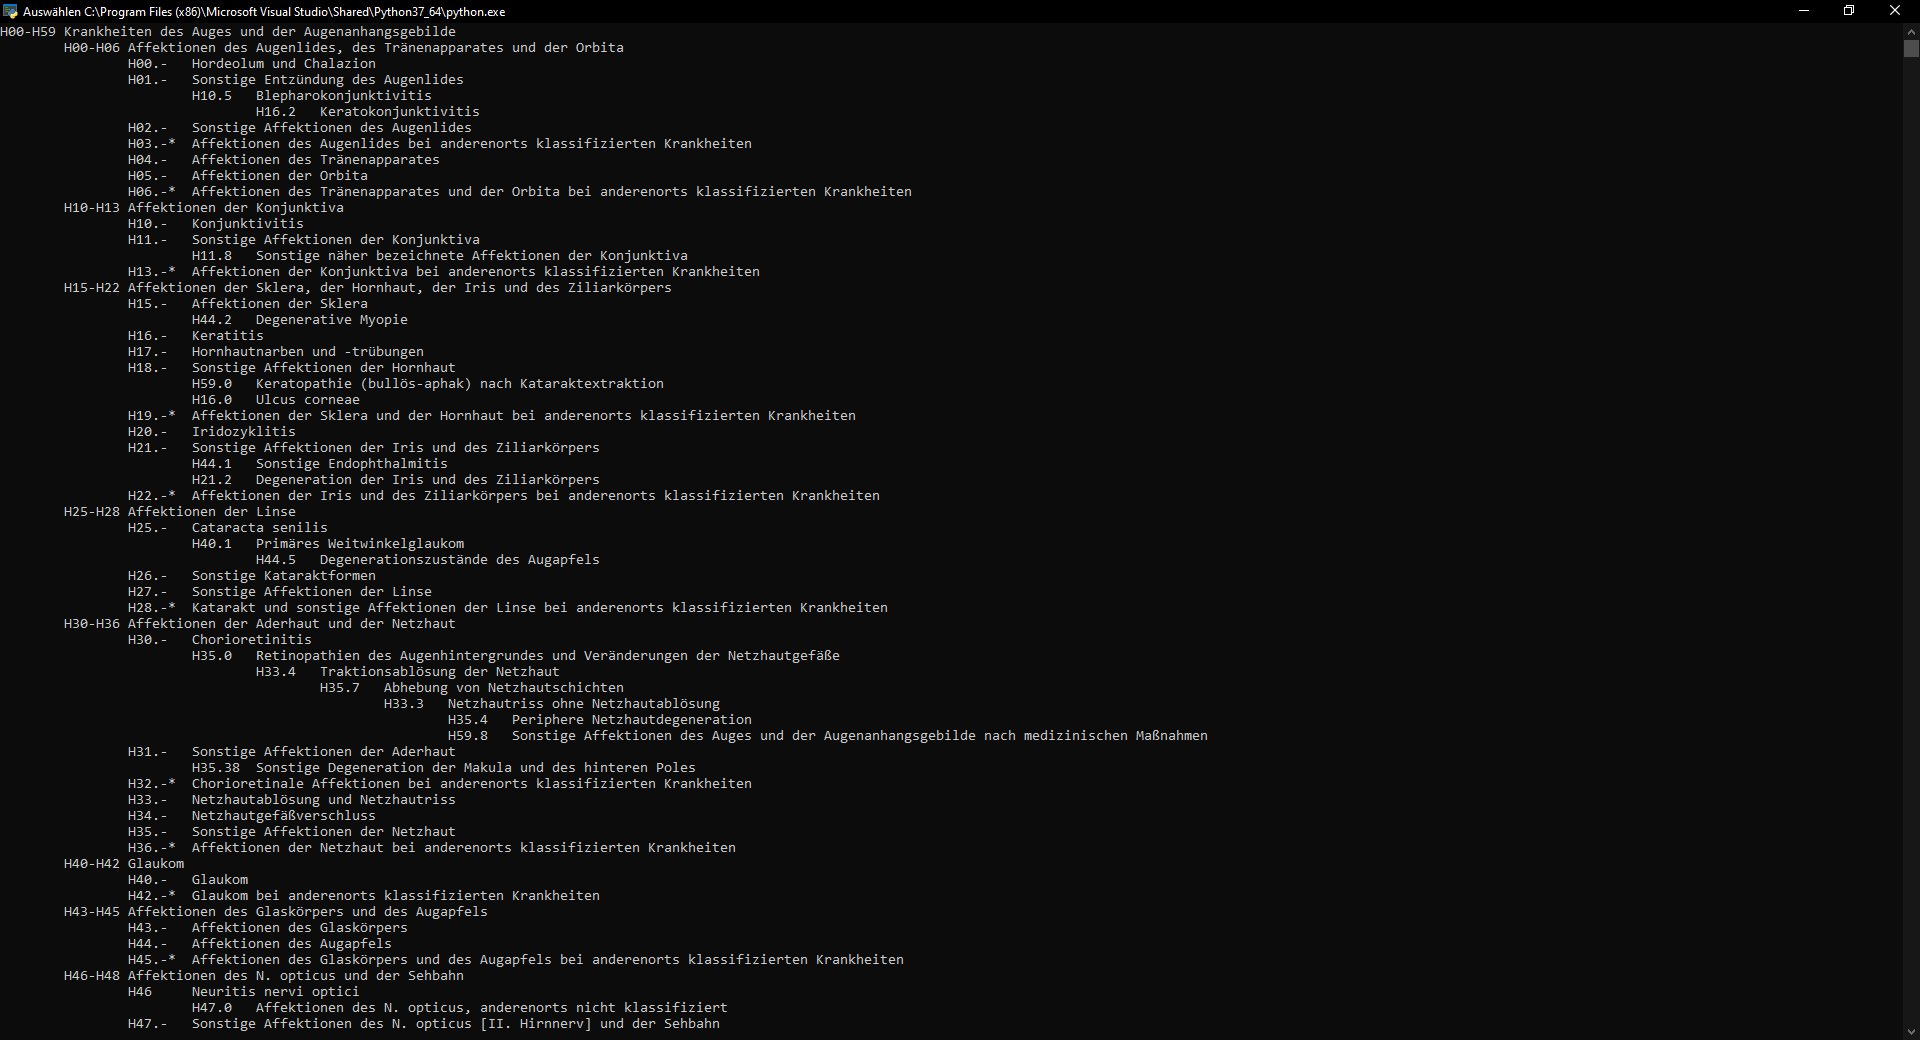 Auswählen C:\Program Files (x86)\Microsoft Visual Studio\Shared\Python37_64\python.exe
H00-H59 Krankheiten des Auges und der Augenanhangsgebilde
H00-H06 Affektionen des Augenlides, des Tränenapparates und der Orbita
H00.- Hordeolum und Chalazion
H01.- Sonstige Entzündung des Augenlides
H10.5 Blepharokonjunktivitis
H16.2 Keratokonjunktivitis
H02.- Sonstige Affektionen des Augenlides
H03.-* Affektionen des Augenlides bei anderenorts klassifizierten Krankheiten
H04.- Affektionen des Tränenapparates
H05.- Affektionen der Orbita
H06.-* Affektionen des Tränenapparates und der Orbita bei anderenorts klassifizierten Krankheiten
H10-H13 Affektionen der Konjunktiva
H10.- Konjunktivitis
H11.- Sonstige Affektionen der Konjunktiva
H11.8 Sonstige näher bezeichnete Affektionen der Konjunktiva
H13.-* Affektionen der Konjunktiva bei anderenorts klassifizierten Krankheiten
H15-H22 Affektionen der Sklera, der Hornhaut, der Iris und des Ziliarkörpers
H15.- Affektionen der Sklera
H44.2 Degenerative Myopie
H16.- Keratitis
H17.- Hornhautnarben und -trübungen
H18.- Sonstige Affektionen der Hornhaut
H59.0 Keratopathie (bullös-aphak) nach Kataraktextraktion
H16.0 Ulcus corneae
H19.-* Affektionen der Sklera und der Hornhaut bei anderenorts klassifizierten Krankheiten
H20.- Iridozyklitis
H21.- Sonstige Affektionen der Iris und des Ziliarkörpers
H44.1 Sonstige Endophthalmitis
H21.2 Degeneration der Iris und des Ziliarkörpers
H22.-* Affektionen der Iris und des Ziliarkörpers bei anderenorts klassifizierten Krankheiten
H25-H28 Affektionen der Linse
H25.- Cataracta senilis
H40.1 Primäres Weitwinkelglaukom
H44.5 Degenerationszustände des Augapfels
H26.- Sonstige Kataraktformen
H27.- Sonstige Affektionen der Linse
H28.-* Katarakt und sonstige Affektionen der Linse bei anderenorts klassifizierten Krankheiten
H30-H36 Affektionen der Aderhaut und der Netzhaut
H30.- Chorioretinitis
H35.0 Retinopathien des Augenhintergrundes und Veränderungen der Netzhautgefäße
H33.4 Traktionsablösung der Netzhaut
H35.7 Abhebung von Netzhautschichten
H33.3 Netzhautriss ohne Netzhautablösung
H35.4 Periphere Netzhautdegeneration
H59.8 Sonstige Affektionen des Auges und der Augenanhangsgebilde nach medizinischen Maßnahmen
H31.- Sonstige Affektionen der Aderhaut
H35.38 Sonstige Degeneration der Makula und des hinteren Poles
H32.-* Chorioretinale Affektionen bei anderenorts klassifizierten Krankheiten
H33.- Netzhautablösung und Netzhautriss
H34.- Netzhautgefäßverschluss
H35.- Sonstige Affektionen der Netzhaut
H36.-* Affektionen der Netzhaut bei anderenorts klassifizierten Krankheiten
H40-H42 Glaukom
H40.- Glaukom
H42.-* Glaukom bei anderenorts klassifizierten Krankheiten
H43-H45 Affektionen des Glaskörpers und des Augapfels
H43.- Affektionen des Glaskörpers
H44.- Affektionen des Augapfels
H45.-* Affektionen des Glaskörpers und des Augapfels bei anderenorts klassifizierten Krankheiten
H46-H48 Affektionen des N. opticus und der Sehbahn
H46 Neuritis nervi optici
H47.0 Affektionen des N. opticus, anderenorts nicht klassifiziert
H47.- Sonstige Affektionen des N. opticus [II. Hirnnerv] und der Sehbahn